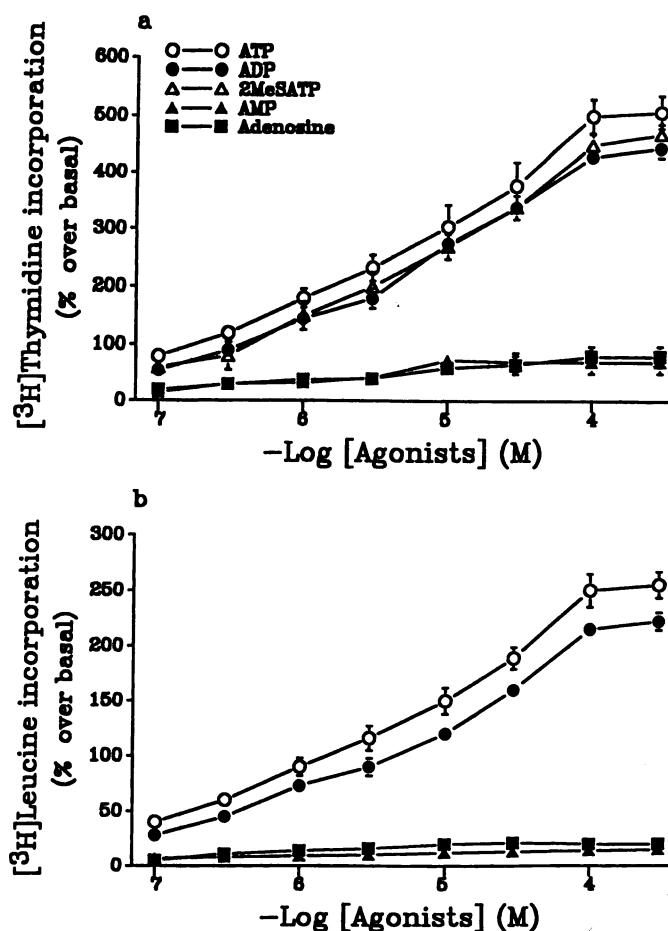 a
ATP
ADP
2MeSATP
AMP
Adenosine
600
500
400
300
200
100
0
[³H]Thymidine incorporation
(% over basal)
7 6 5 4
−Log [Agonists] (M)
b
300
250
200
150
100
50
0
[³H]Leucine incorporation
(% over basal)
7 6 5 4
−Log [Agonists] (M)